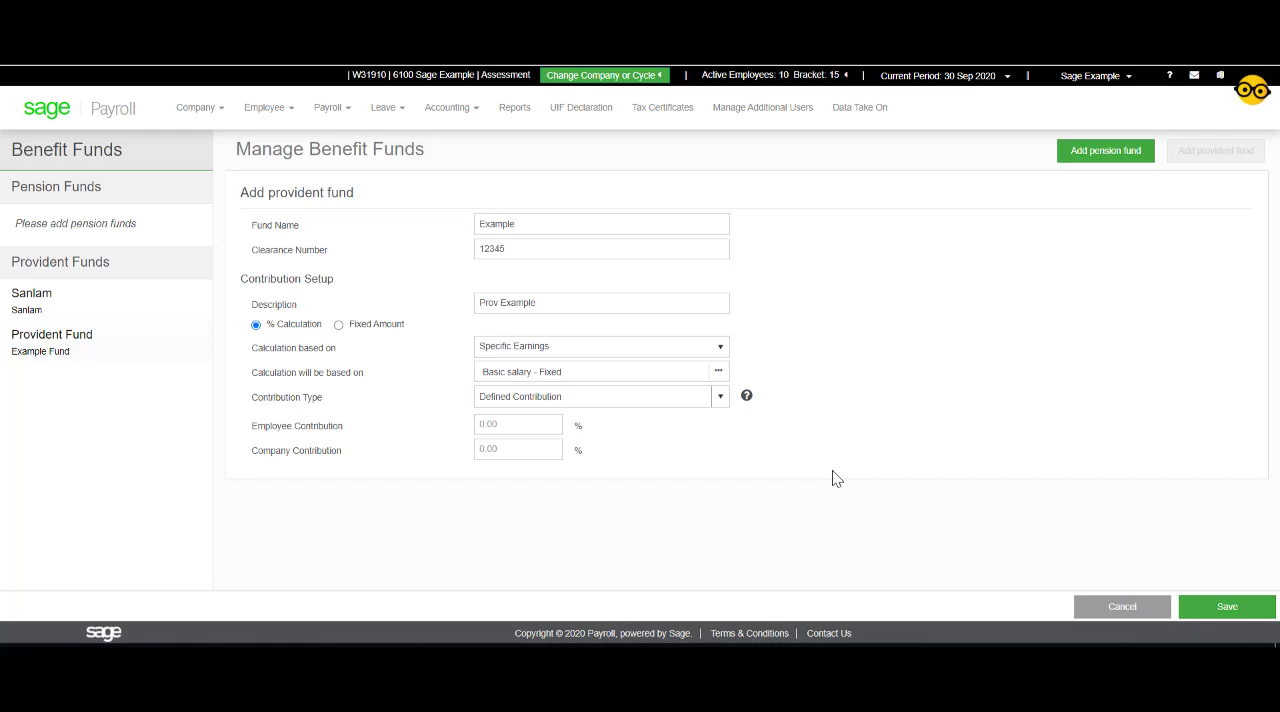 | W31910 | 6100 Sage Example | Assessment Change Company or Cycle | Active Employees: 10 Bracket: 15 | Current Period: 30 Sep 2020 | Sage Example ?
sage | Payroll Company Employee Payroll Leave Accounting Reports UIF Declaration Tax Certificates Manage Additional Users Data Take On
Benefit Funds
Pension Funds
Please add pension funds
Provident Funds
Sanlam
Sanlam
Provident Fund
Example Fund
Manage Benefit Funds Add pension fund Add provident fund
Add provident fund
Fund Name Example
Clearance Number 12345
Contribution Setup
Description Prov Example
% Calculation Fixed Amount
Calculation based on Specific Earnings
Calculation will be based on Basic salary - Fixed ...
Contribution Type Defined Contribution ?
Employee Contribution 0.00 %
Company Contribution 0.00 %
Cancel Save
sage Copyright © 2020 Payroll, powered by Sage. | Terms & Conditions | Contact Us